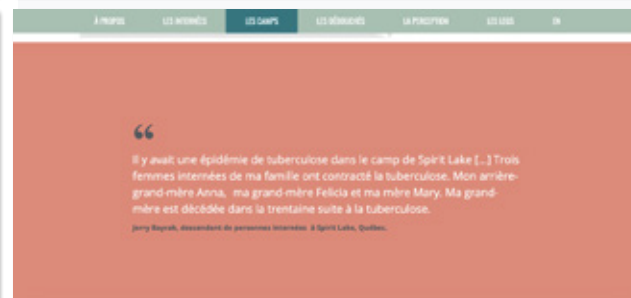 À PROPOS LES INTERNÉ(E)S LES CAMPS LES DÉBOUCHÉS LA PERCEPTION LES LEGS EN
“
Il y avait une épidémie de tuberculose dans le camp de Spirit Lake [...] Trois
femmes internées de ma famille ont contracté la tuberculose. Mon arrière-
grand-mère Anna, ma grand-mère Felicia et ma mère Mary. Ma grand-
mère est décédée dans la trentaine suite à la tuberculose.
Jerry Bayrak, descendant de personnes internées à Spirit Lake, Québec.